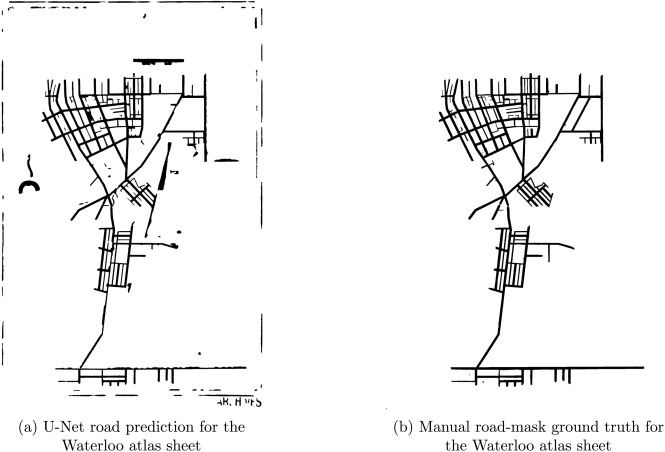 (a) U-Net road prediction for the
Waterloo atlas sheet
(b) Manual road-mask ground truth for
the Waterloo atlas sheet